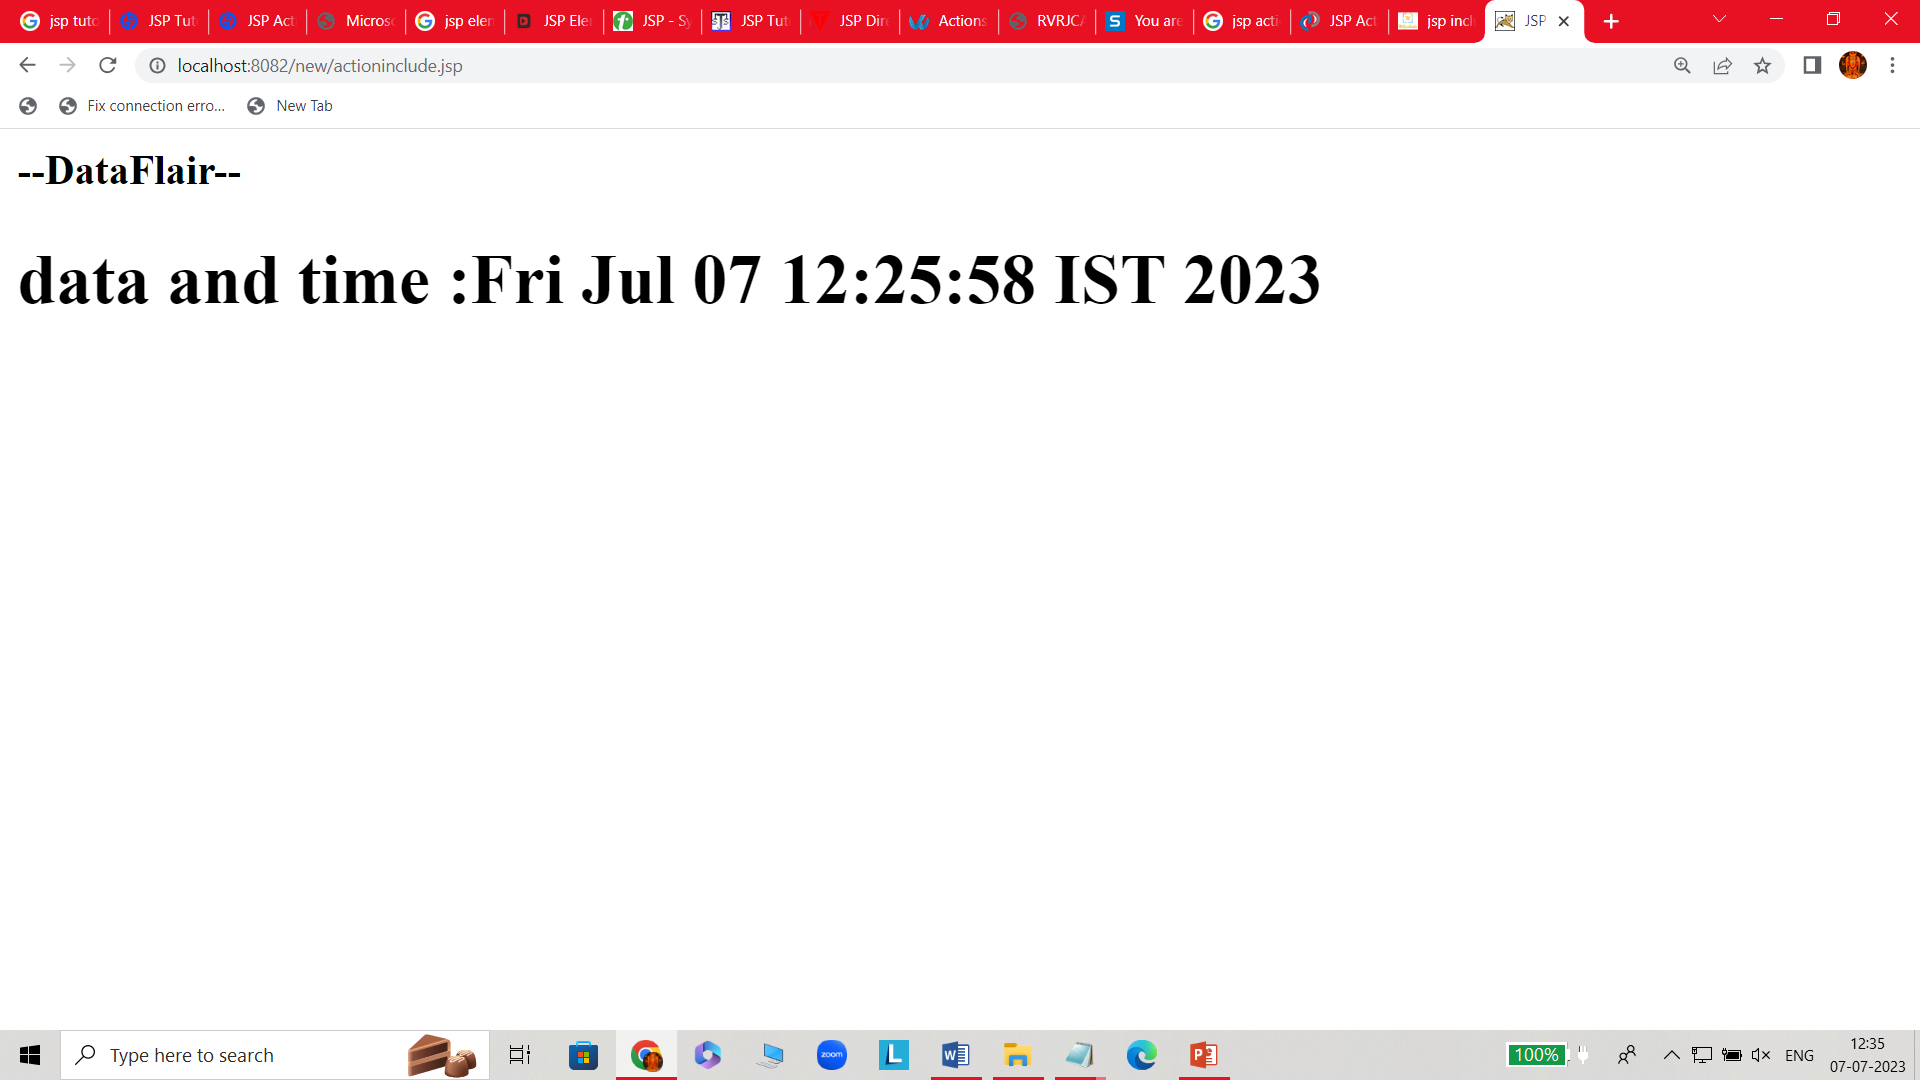 jsp tuto
JSP Tut
JSP Act
Micros
jsp elen
JSP Ele
JSP - Sy
JSP Tut
JSP Dire
Actions
RVRJC/
You are
jsp acti
JSP Act
jsp incl
JSP
localhost:8082/new/actioninclude.jsp
Fix connection erro...
New Tab
--DataFlair--
data and time :Fri Jul 07 12:25:58 IST 2023
Type here to search
zoom
100%
ENG
12:35
07-07-2023